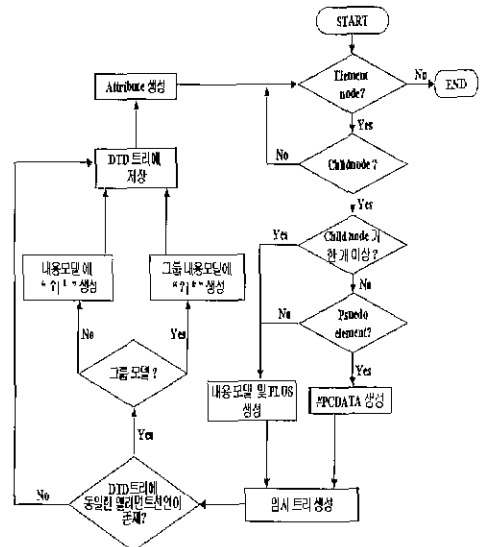 START
Element
node?
No
END
Yes
Attribute 생성
No
Childnode ?
DTD 트리에
저장
Yes
Yes
Child node 가
한 개 이상 ?
내용모델 에
생성
그룹 내용모델에
생성
No
No
Psuedo
element?
No
Yes
그룹 모델 ?
Yes
내용 모델 및 PLUS
생성
#PCDATA 생성
Yes
DTD 트리에
동일한 엘리먼트선언이
존재?
No
임시 트리 생성